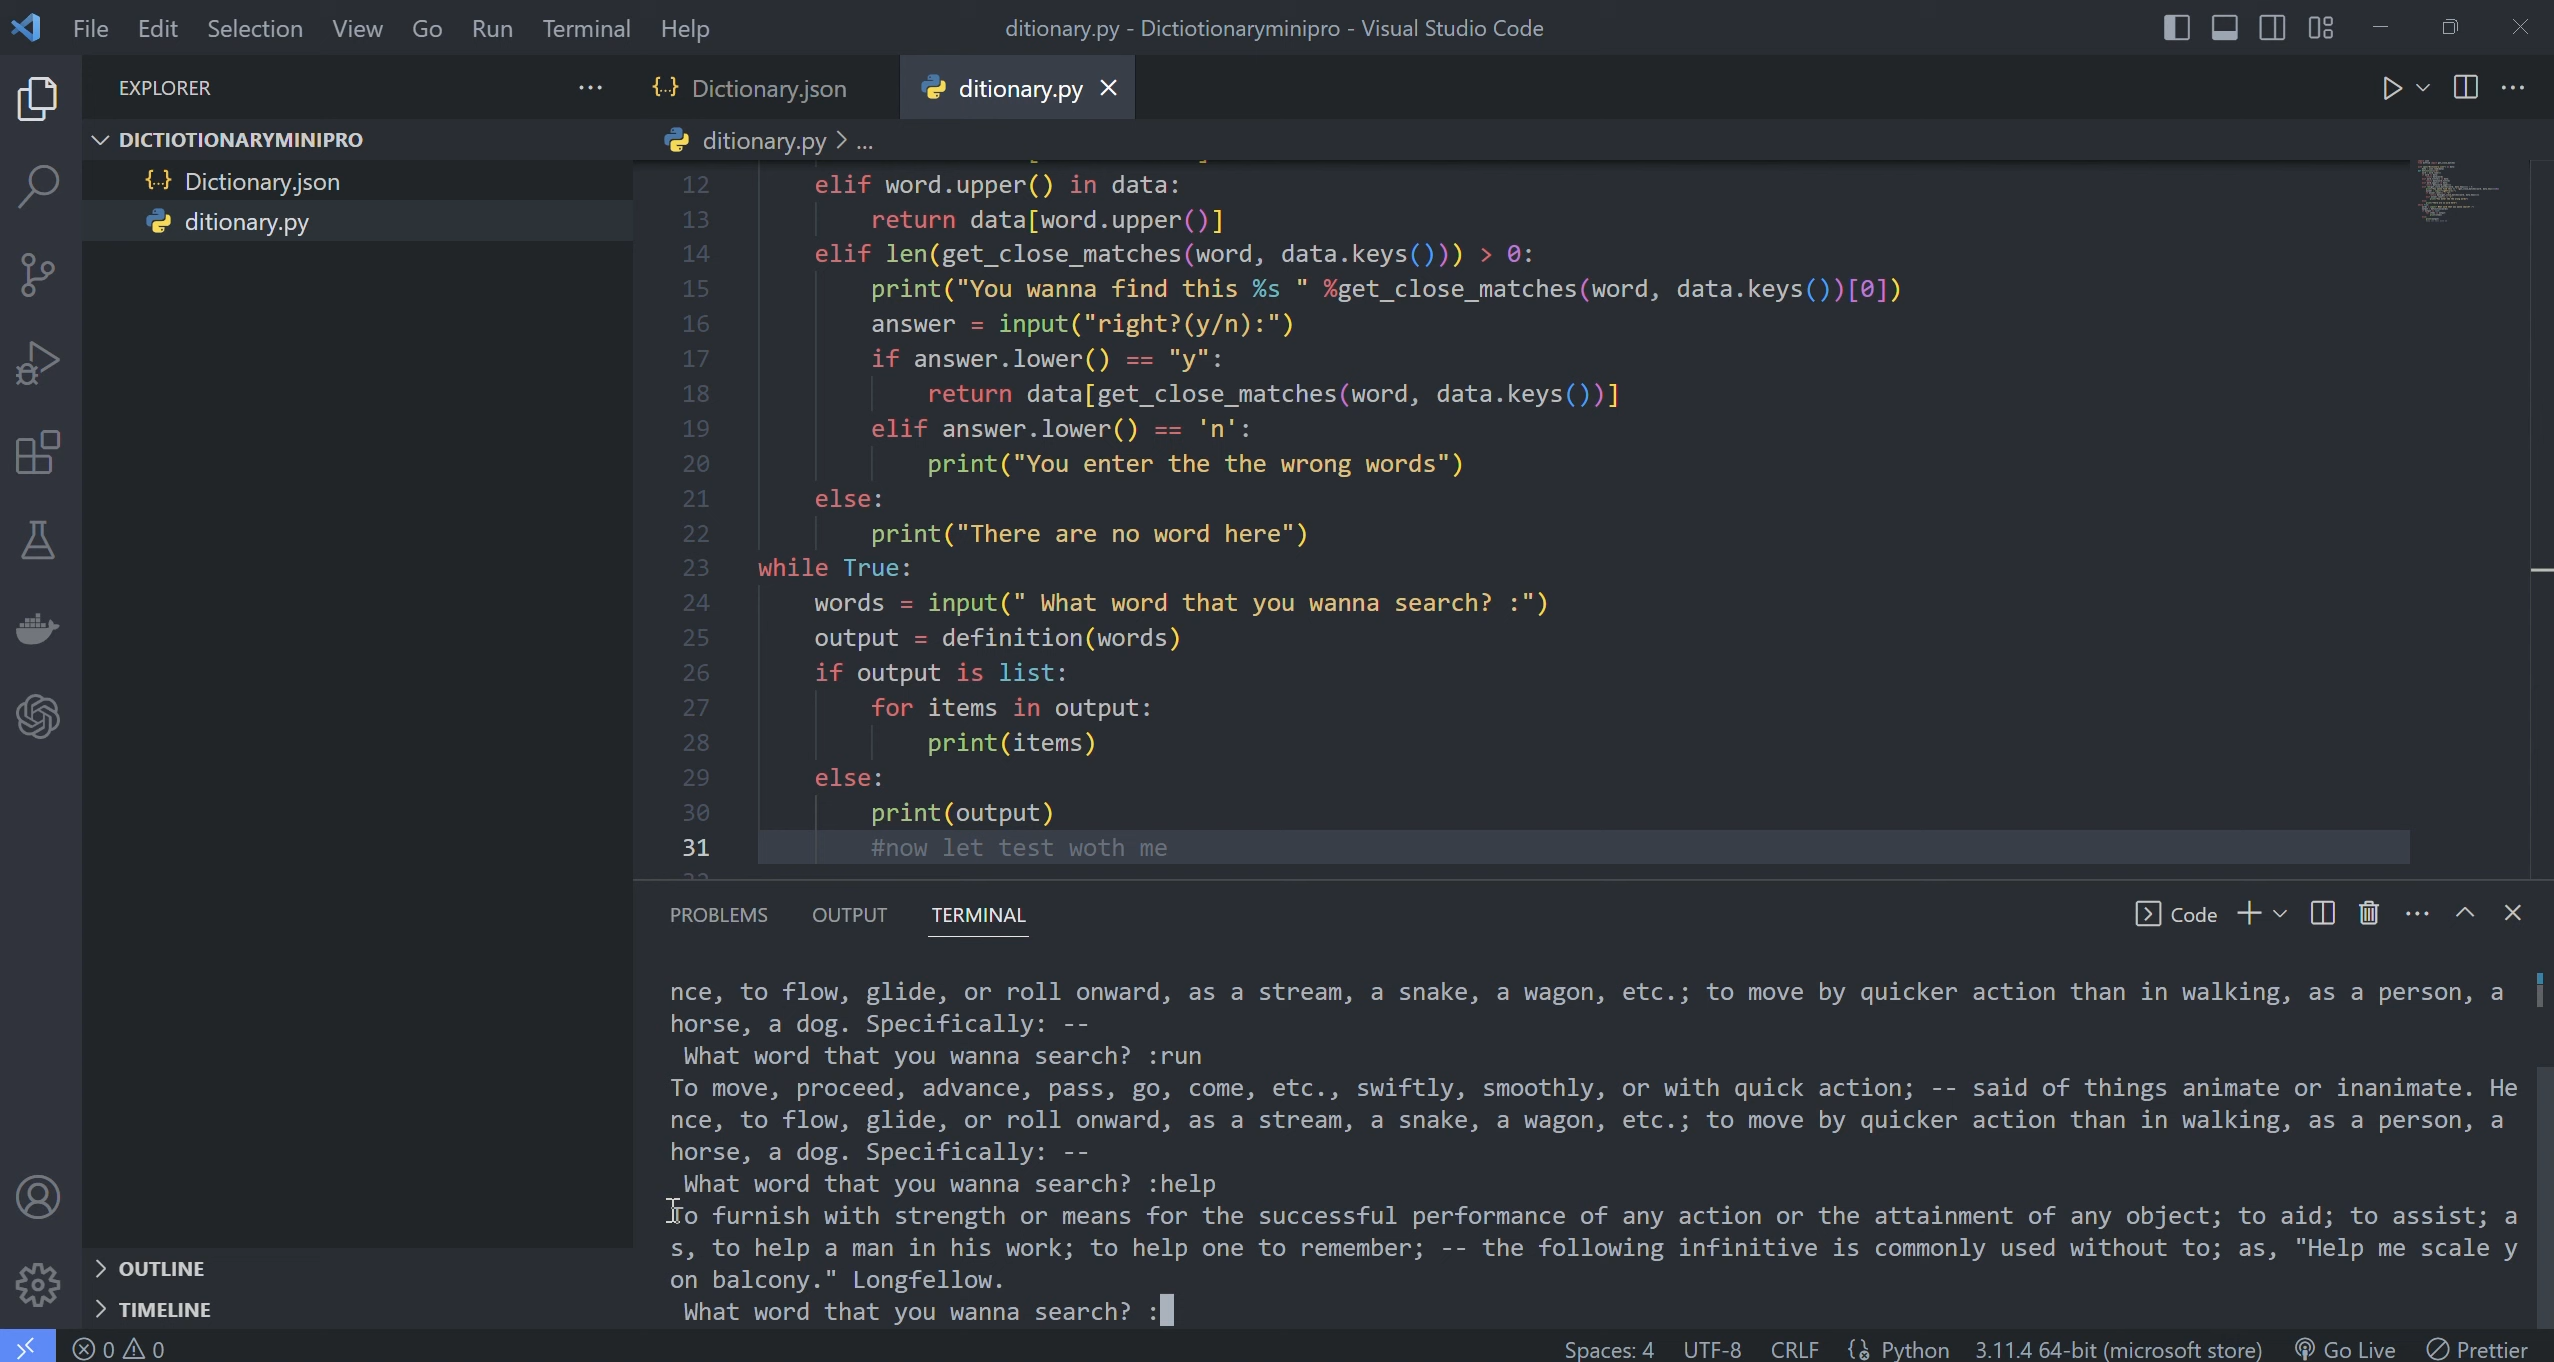 File Edit Selection View Go Run Terminal Help
ditionary.py - Dictiotionaryminipro - Visual Studio Code
EXPLORER
DICTIOTIONARYMINIPRO
Dictionary.json
ditionary.py
OUTLINE
TIMELINE
Dictionary.json
ditionary.py
ditionary.py > ...
12 elif word.upper() in data:
13 return data[word.upper()]
14 elif len(get_close_matches(word, data.keys())) > 0:
15 print("You wanna find this %s " %get_close_matches(word, data.keys())[0])
16 answer = input("right?(y/n):")
17 if answer.lower() == "y":
18 return data[get_close_matches(word, data.keys())]
19 elif answer.lower() == 'n':
20 print("You enter the the wrong words")
21 else:
22 print("There are no word here")
23 while True:
24 words = input(" What word that you wanna search? :")
25 output = definition(words)
26 if output is list:
27 for items in output:
28 print(items)
29 else:
30 print(output)
31 #now let test woth me
PROBLEMS OUTPUT TERMINAL
Code
nce, to flow, glide, or roll onward, as a stream, a snake, a wagon, etc.; to move by quicker action than in walking, as a person, a
horse, a dog. Specifically: --
What word that you wanna search? :run
To move, proceed, advance, pass, go, come, etc., swiftly, smoothly, or with quick action; -- said of things animate or inanimate. He
nce, to flow, glide, or roll onward, as a stream, a snake, a wagon, etc.; to move by quicker action than in walking, as a person, a
horse, a dog. Specifically: --
What word that you wanna search? :help
To furnish with strength or means for the successful performance of any action or the attainment of any object; to aid; to assist; a
s, to help a man in his work; to help one to remember; -- the following infinitive is commonly used without to; as, "Help me scale y
on balcony." Longfellow.
What word that you wanna search? :
0 0
Spaces: 4 UTF-8 CRLF Python 3.11.4 64-bit (microsoft store) Go Live Prettier